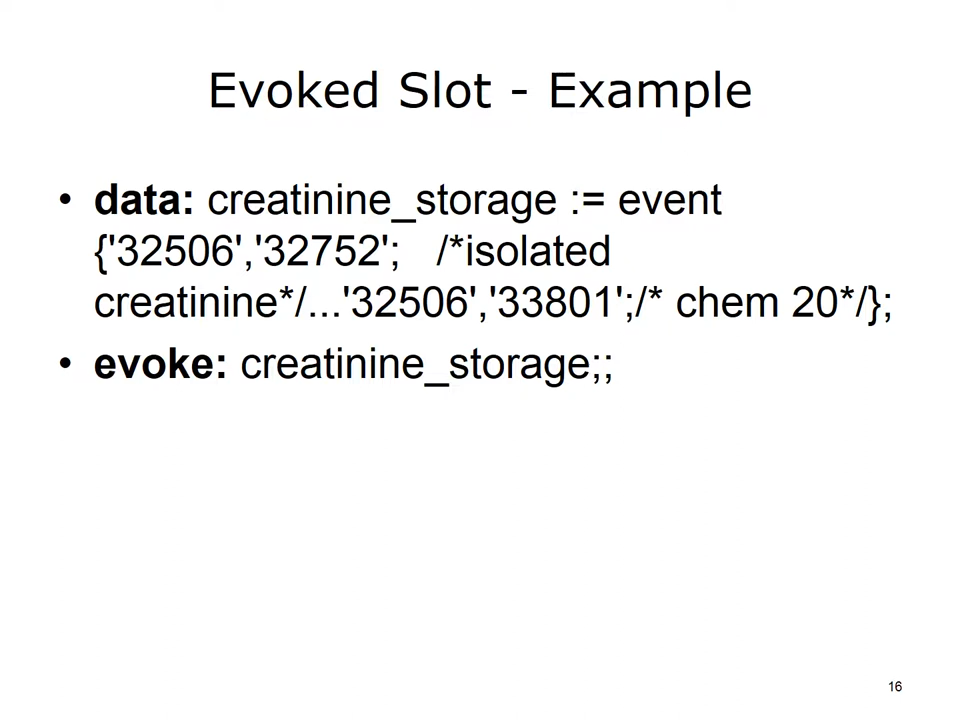 Evoked Slot - Example
• data: creatinine_storage := event
{'32506','32752'; /*isolated
creatinine*/...'32506','33801';/* chem 20*/};
• evoke: creatinine_storage;;
16